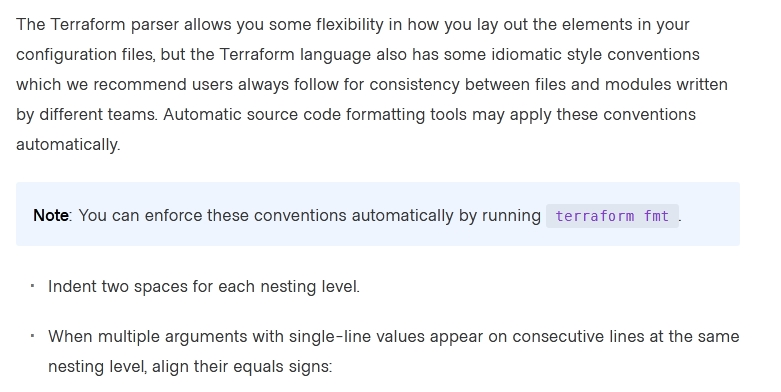 The Terraform parser allows you some flexibility in how you lay out the elements in your
configuration files, but the Terraform language also has some idiomatic style conventions
which we recommend users always follow for consistency between files and modules written
by different teams. Automatic source code formatting tools may apply these conventions
automatically.
Note: You can enforce these conventions automatically by running terraform fmt .
· Indent two spaces for each nesting level.
· When multiple arguments with single-line values appear on consecutive lines at the same
nesting level, align their equals signs: